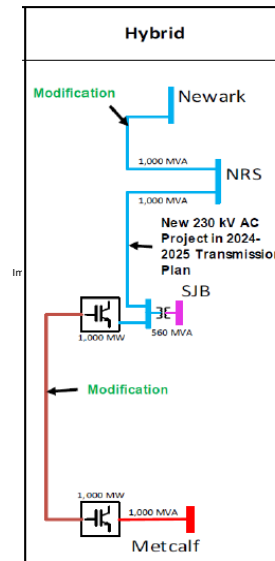 Hybrid
Modification
Newark
1,000 MVA
NRS
1,000 MVA
New 230 kV AC
Project in 2024-
2025 Transmission
Plan
SJB
1,000 MW
560 MVA
Modification
1,000 MW
1,000 MVA
Metcalf